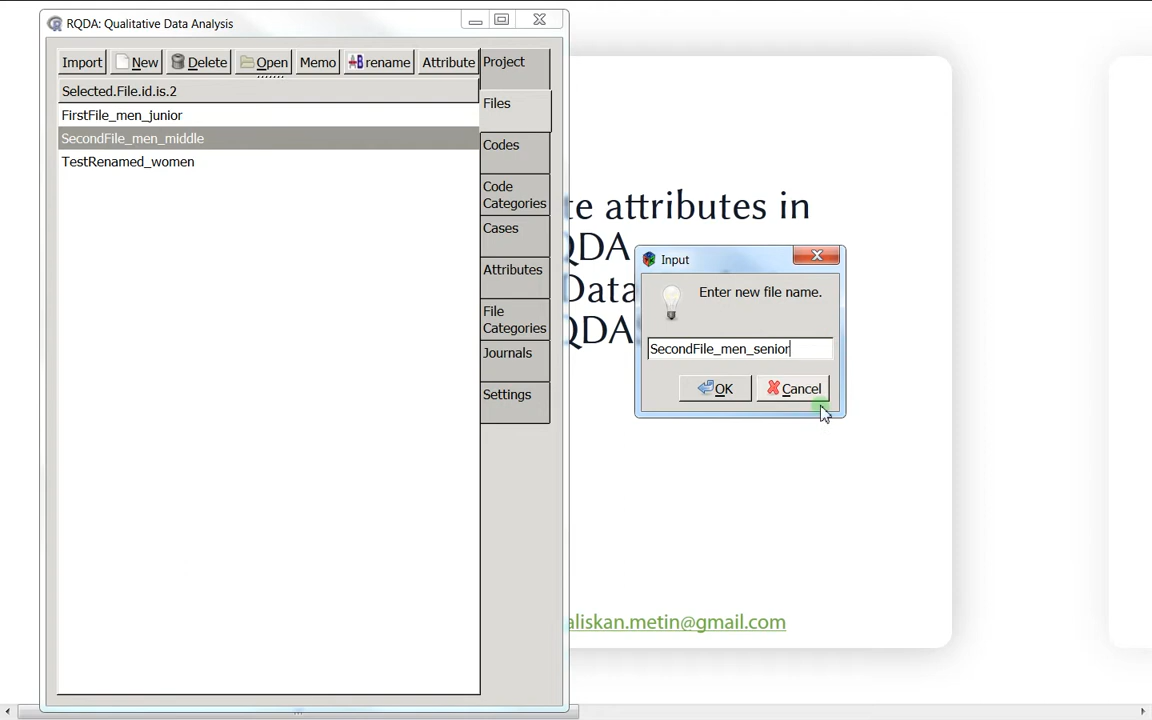 RQDA: Qualitative Data Analysis
Import New Delete Open Memo rename Attribute
Selected.File.id.is.2
FirstFile_men_junior
SecondFile_men_middle
TestRenamed_women
Project
Files
Codes
Code
Categories
Cases
Attributes
File
Categories
Journals
Settings
te attributes in
QDA
Data
RQDA
Input
Enter new file name.
SecondFile_men_senior
OK Cancel
aliskan.metin@gmail.com